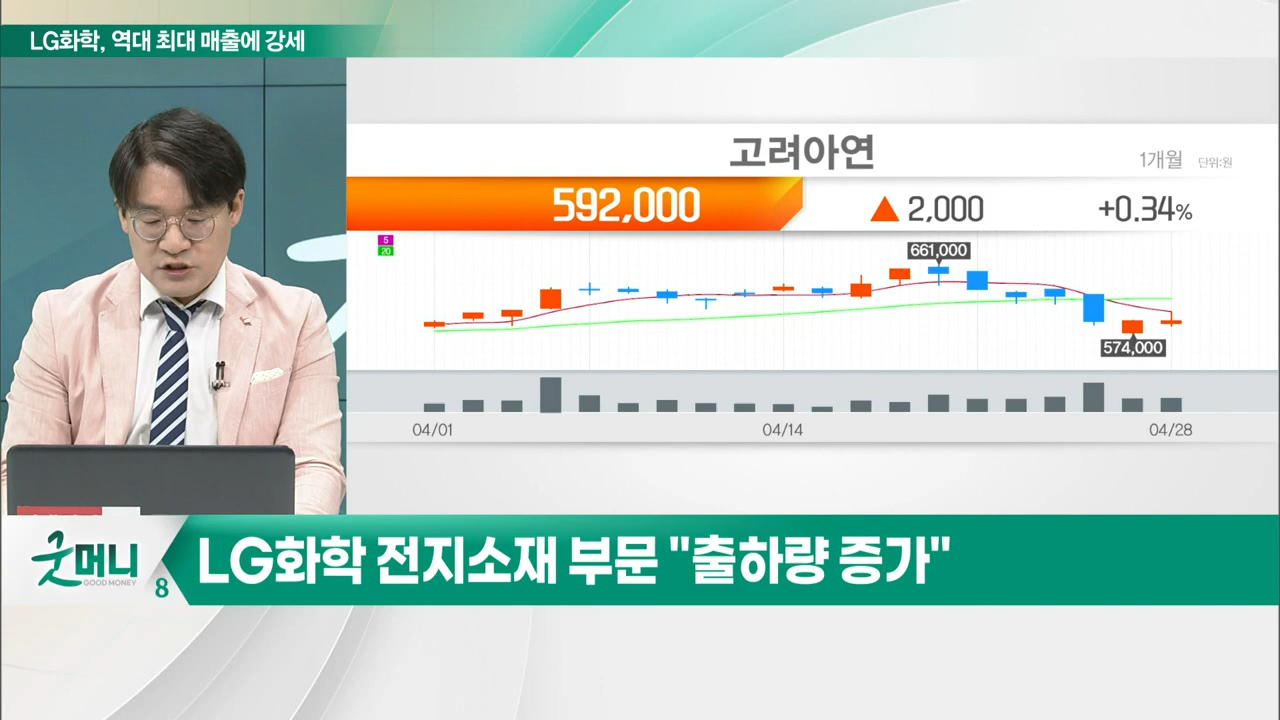 LG화학, 역대 최대 매출에 강세
고려아연
1개월 단위:원
592,000 ▲ 2,000 +0.34%
5
20
661,000
574,000
04/01 04/14 04/28
굿머니
GOOD MONEY
8
LG화학 전지소재 부문 "출하량 증가"